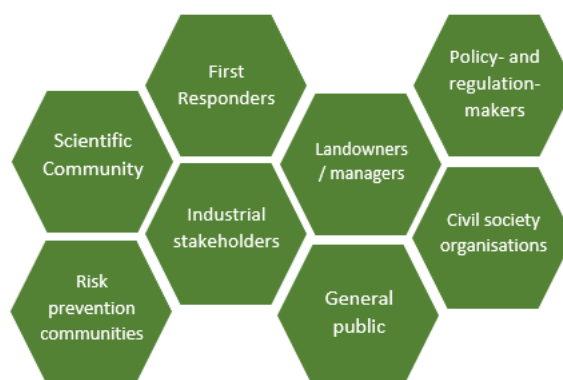 First
Responders
Policy- and
regulation-
makers
Scientific
Community
Landowners
/ managers
Industrial
stakeholders
Civil society
organisations
Risk
prevention
communities
General
public